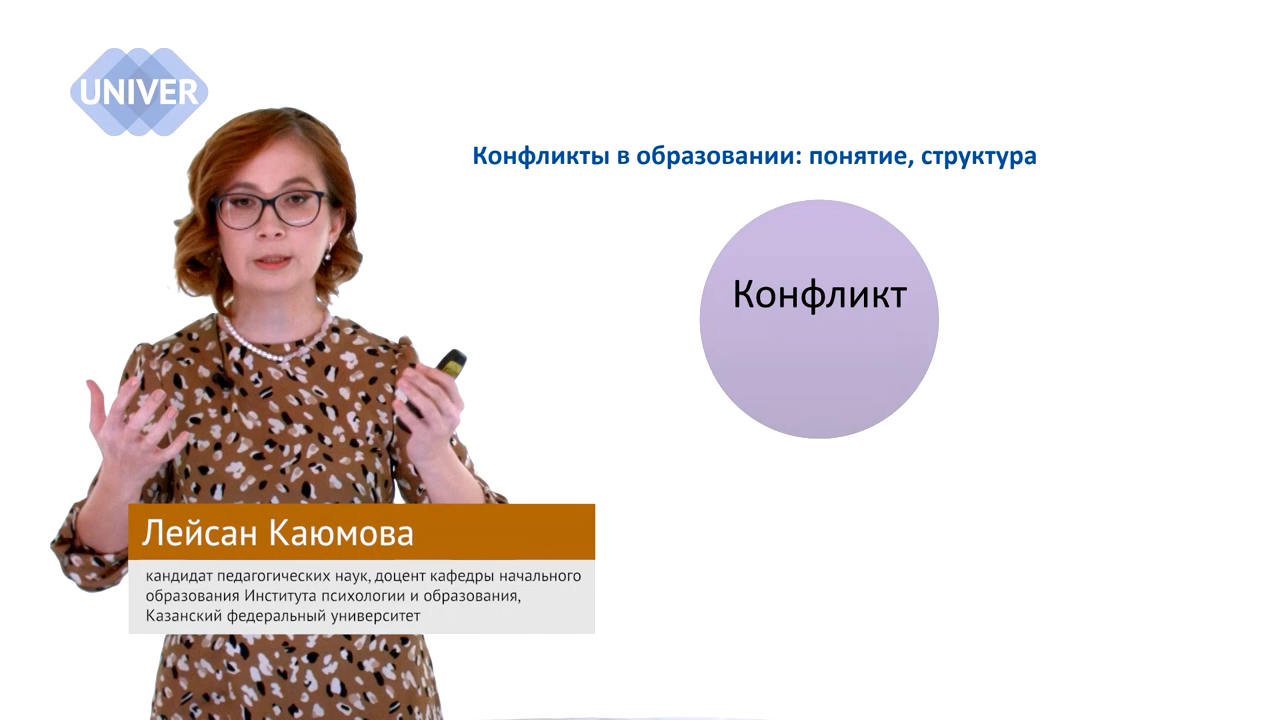 UNIVER
Конфликты в образовании: понятие, структура
Конфликт
Лейсан Каюмова
кандидат педагогических наук, доцент кафедры начального
образования Института психологии и образования,
Казанский федеральный университет